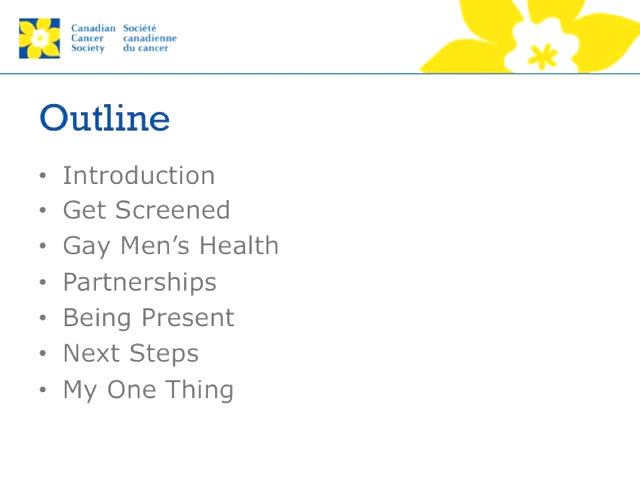 Canadian Société
Cancer canadienne
Society du cancer
Outline
• Introduction
• Get Screened
• Gay Men’s Health
• Partnerships
• Being Present
• Next Steps
• My One Thing